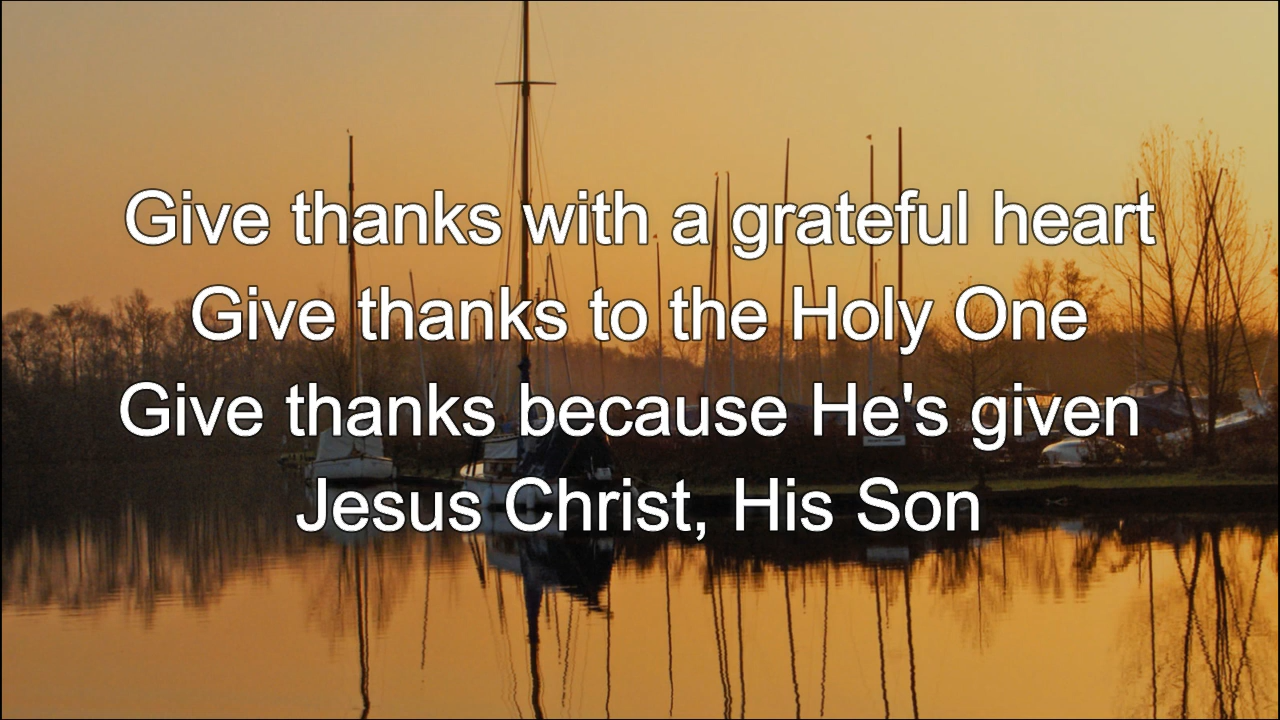 Give thanks with a grateful heart
Give thanks to the Holy One
Give thanks because He's given
Jesus Christ, His Son